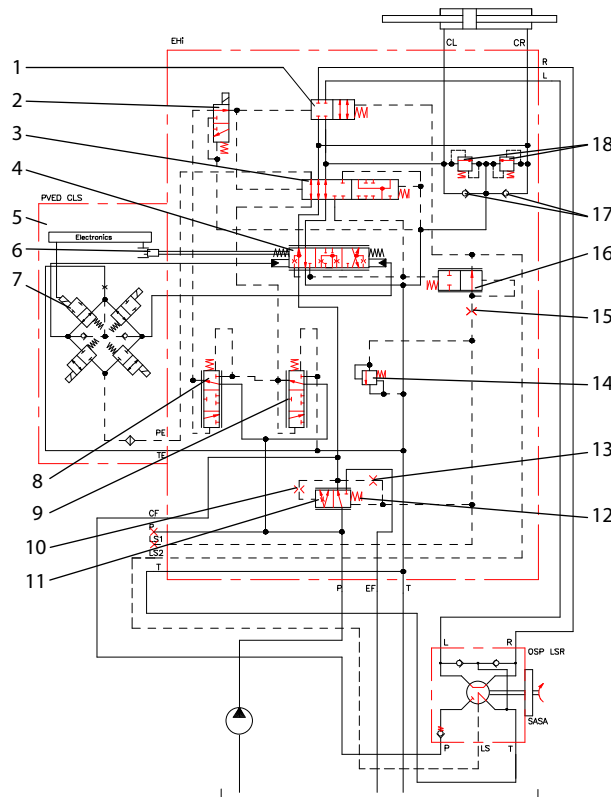 EHi
CL
CR
R
L
1
2
3
4
PVED CLS
5
Electronics
6
7
18
17
16
15
14
PE
TE
8
9
13
12
10
11
CF
P
LS1
LS2
T
P
EF
T
L
R
OSP LSR
SASA
P
LS
T